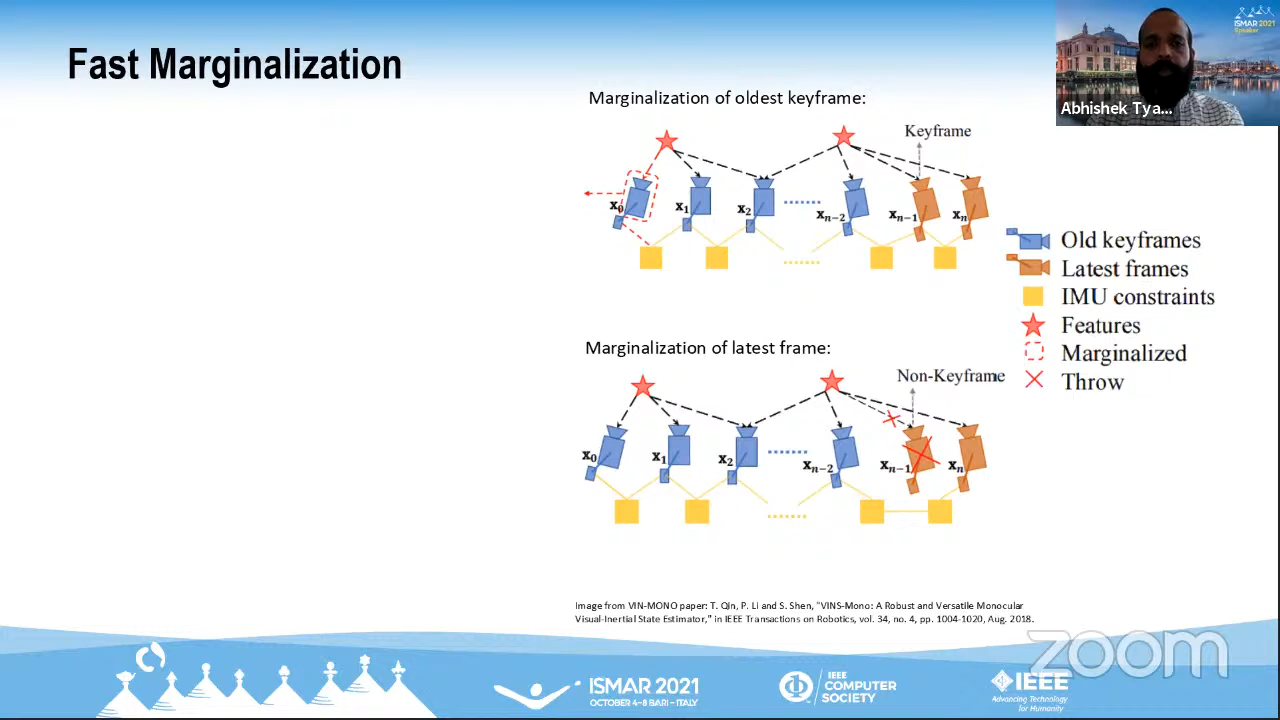 Fast Marginalization
ISMAR 2021
Speaker
Abhishek Tya...
Marginalization of oldest keyframe:
Keyframe
x₀ x₁ x₂ xₙ₋₂ xₙ₋₁ xₙ
Old keyframes
Latest frames
IMU constraints
Features
Marginalized
Throw
Marginalization of latest frame:
Non-Keyframe
x₀ x₁ x₂ xₙ₋₂ xₙ₋₁ xₙ
Image from VIN-MONO paper: T. Qin, P. Li and S. Shen, "VINS-Mono: A Robust and Versatile Monocular
Visual-Inertial State Estimator," in IEEE Transactions on Robotics, vol. 34, no. 4, pp. 1004-1020, Aug. 2018.
zoom
ISMAR 2021
OCTOBER 4-8 BARI - ITALY
IEEE
COMPUTER
SOCIETY
IEEE
Advancing Technology
for Humanity